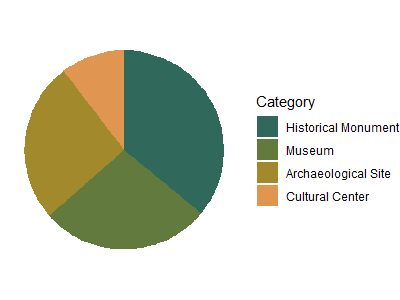 Category
Historical Monument
Museum
Archaeological Site
Cultural Center